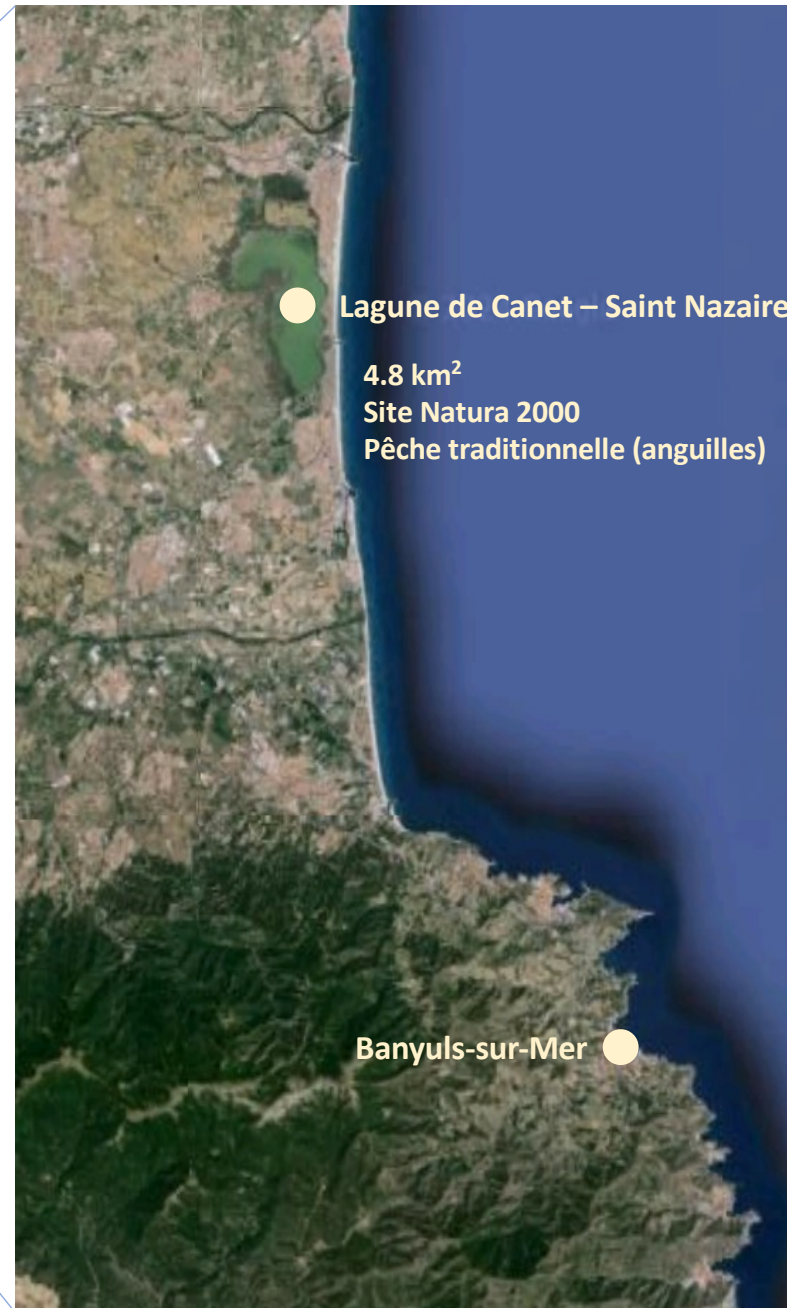 Lagune de Canet – Saint Nazaire
4.8 km²
Site Natura 2000
Pêche traditionnelle (anguilles)
Banyuls-sur-Mer